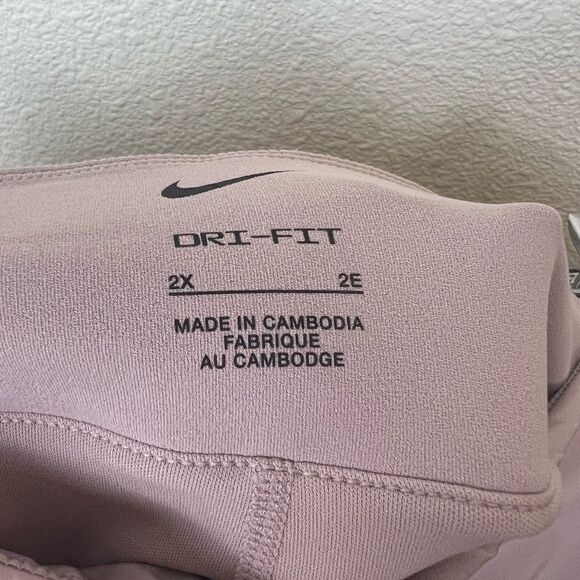 DRI-FIT
2X 2E
MADE IN CAMBODIA
FABRIQUE
AU CAMBODGE